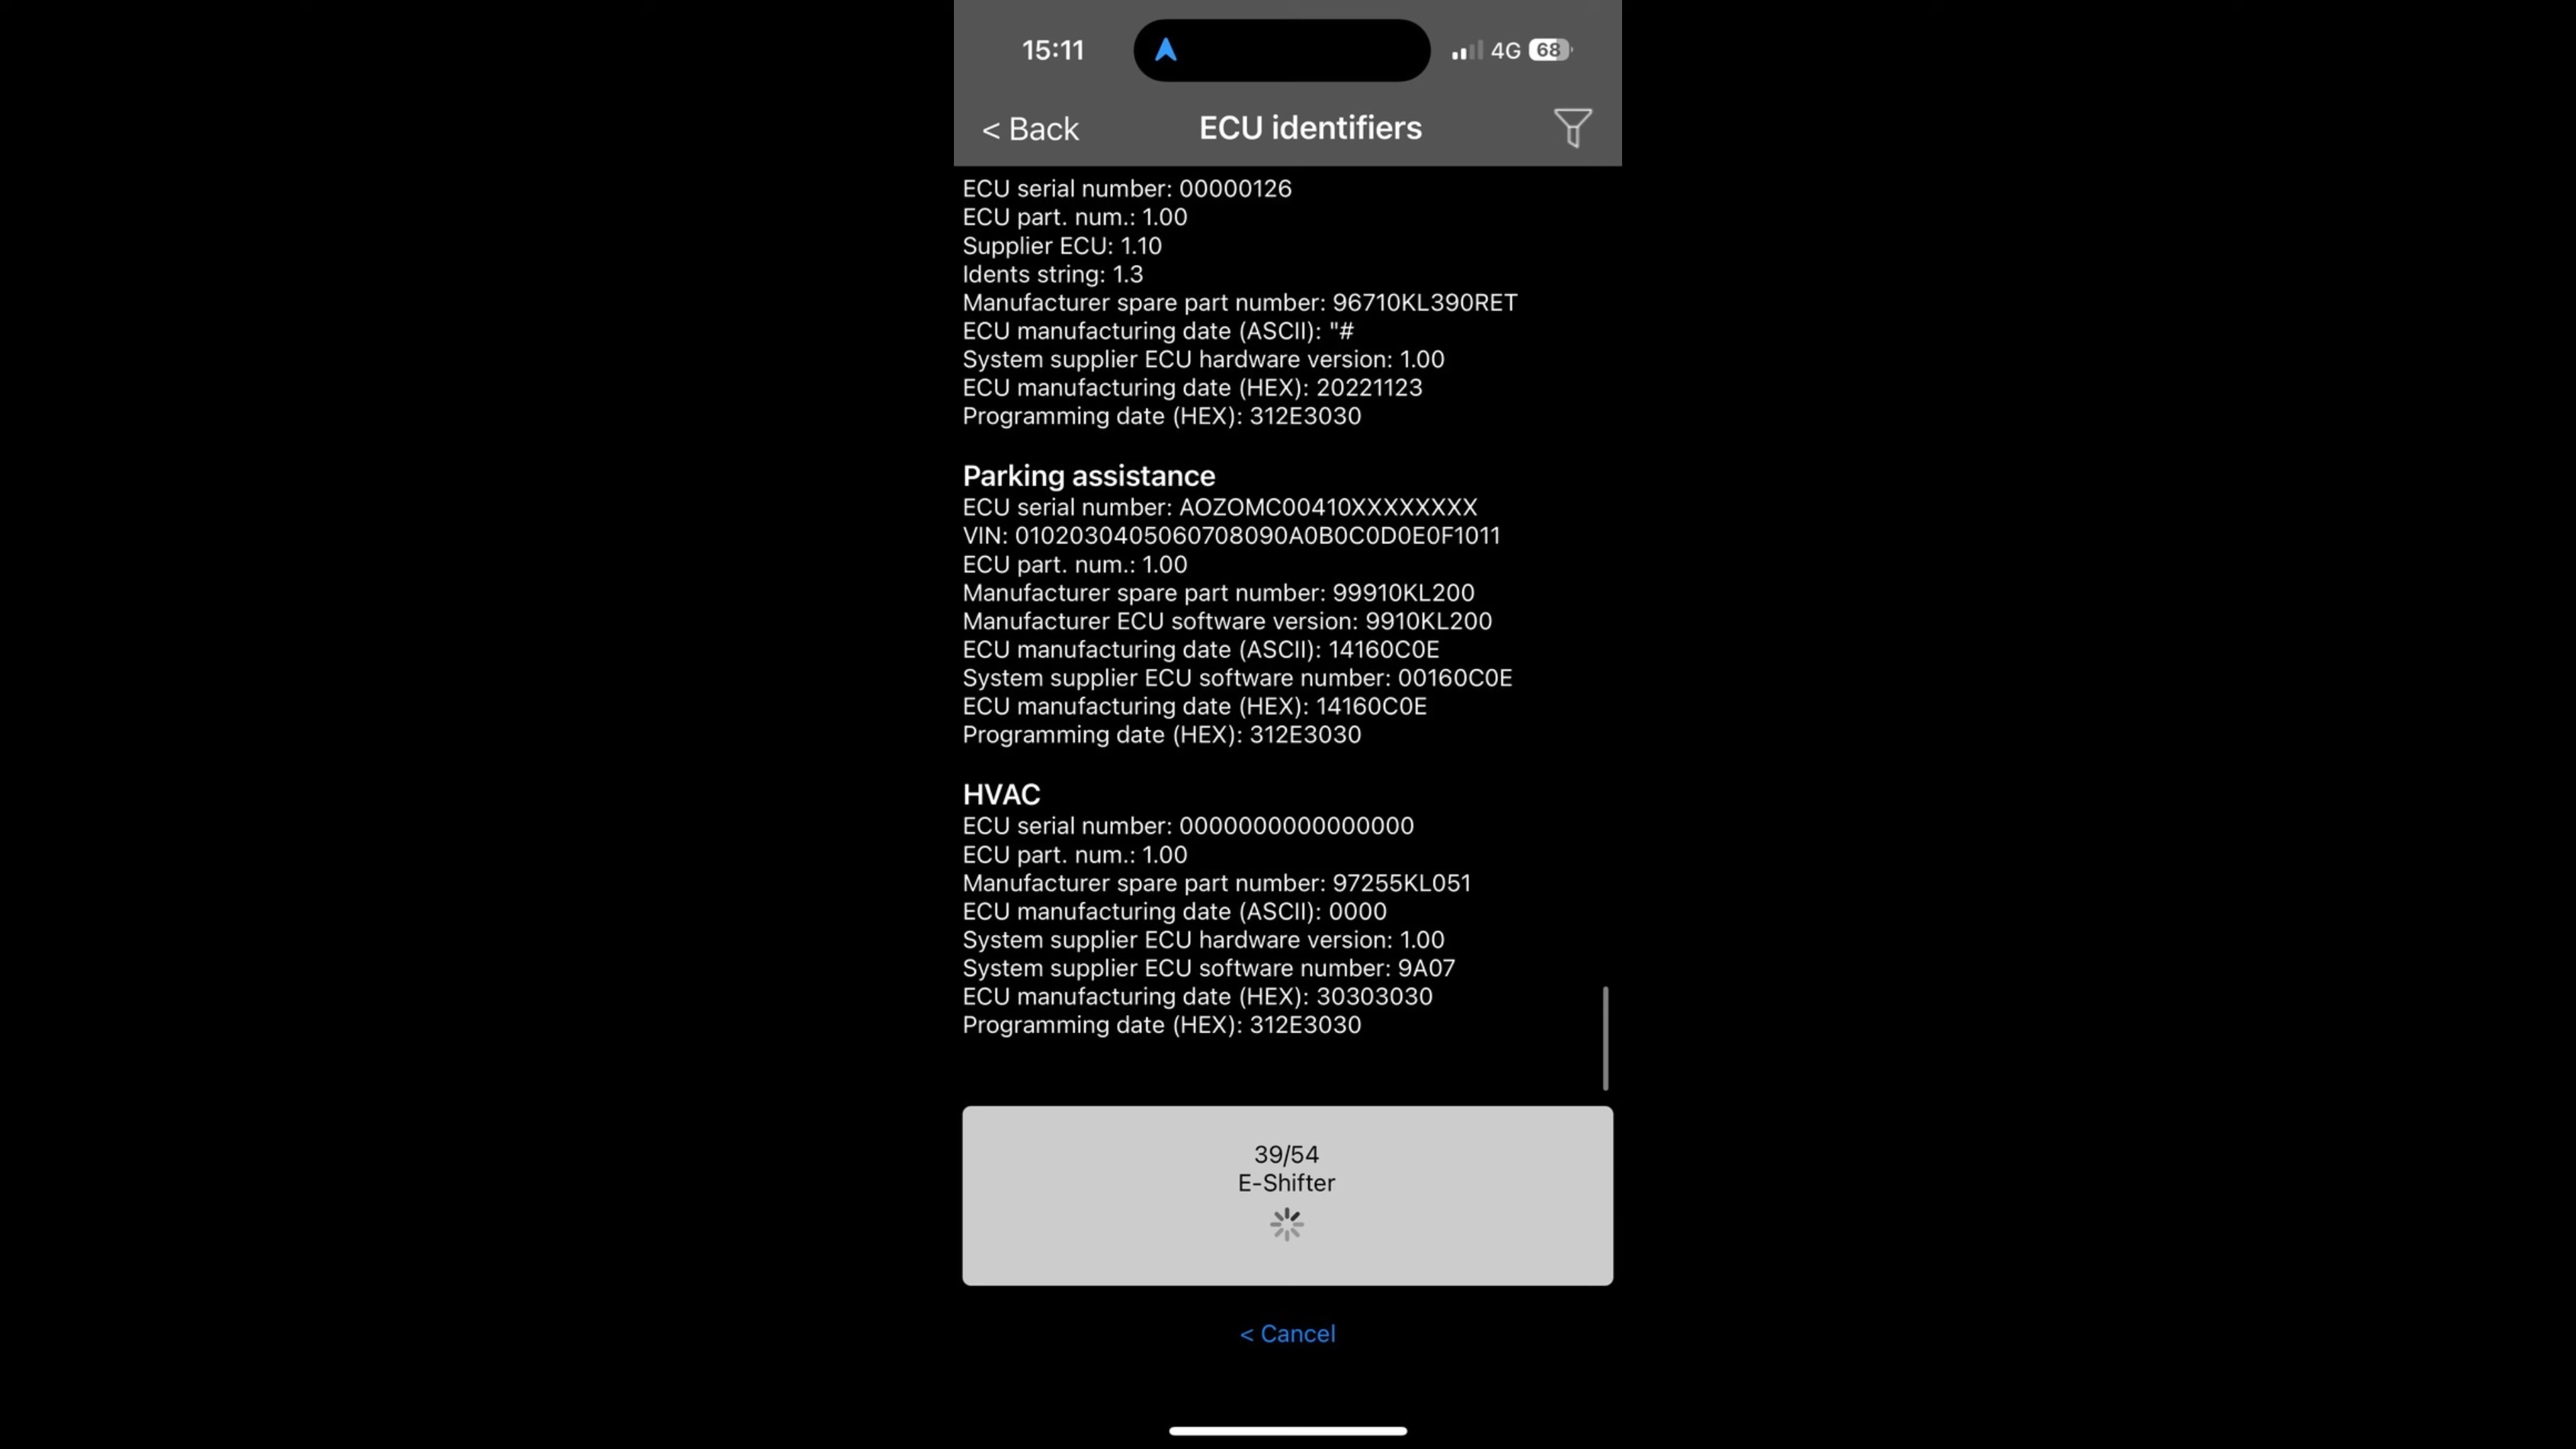 15:11
4G 68
< Back
ECU identifiers
ECU serial number: 00000126
ECU part. num.: 1.00
Supplier ECU: 1.10
Idents string: 1.3
Manufacturer spare part number: 96710KL390RET
ECU manufacturing date (ASCII): "#
System supplier ECU hardware version: 1.00
ECU manufacturing date (HEX): 20221123
Programming date (HEX): 312E3030
Parking assistance
ECU serial number: AOZOMC00410XXXXXXXX
VIN: 0102030405060708090A0B0C0D0E0F1011
ECU part. num.: 1.00
Manufacturer spare part number: 99910KL200
Manufacturer ECU software version: 9910KL200
ECU manufacturing date (ASCII): 14160C0E
System supplier ECU software number: 00160C0E
ECU manufacturing date (HEX): 14160C0E
Programming date (HEX): 312E3030
HVAC
ECU serial number: 0000000000000000
ECU part. num.: 1.00
Manufacturer spare part number: 97255KL051
ECU manufacturing date (ASCII): 0000
System supplier ECU hardware version: 1.00
System supplier ECU software number: 9A07
ECU manufacturing date (HEX): 30303030
Programming date (HEX): 312E3030
39/54
E-Shifter
< Cancel